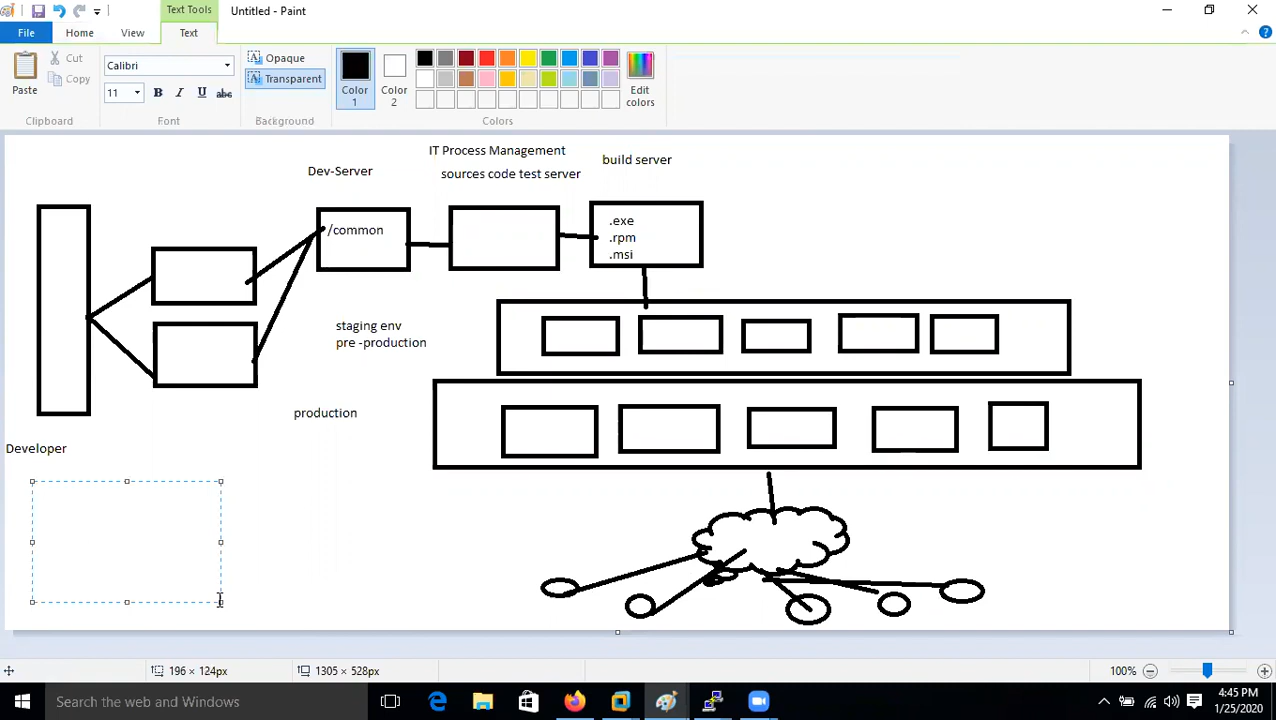 Text Tools
Untitled - Paint
File
Home
View
Text
Paste
Cut
Copy
Clipboard
Calibri
11
B
I
U
abc
Font
Opaque
Transparent
Background
Color
1
Color
2
Edit
colors
Colors
IT Process Management
Dev-Server
sources code test server
build server
/common
.exe
.rpm
.msi
staging env
pre -production
production
Developer
196 × 124px
1305 × 528px
100%
Search the web and Windows
4:45 PM
1/25/2020